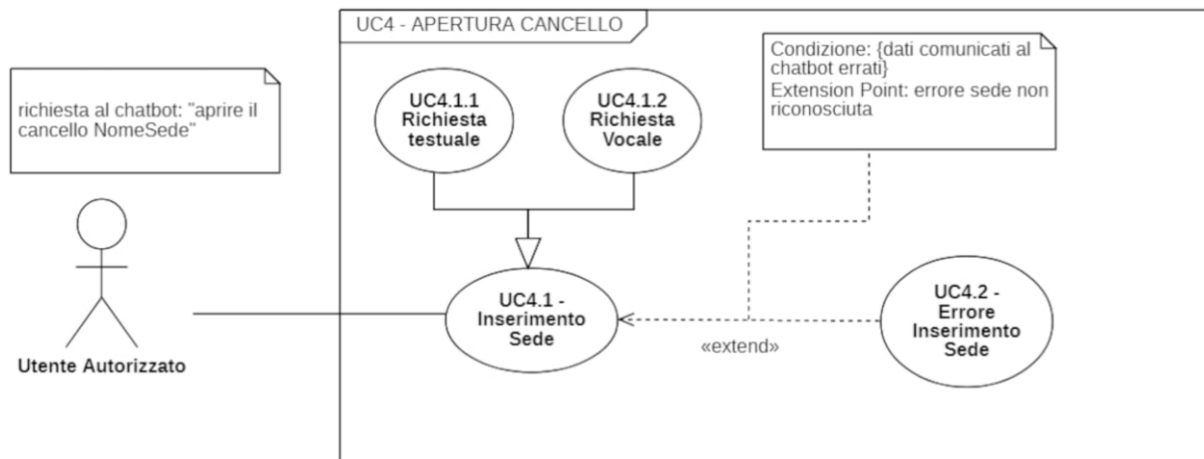 UC4 - APERTURA CANCELLO
richiesta al chatbot: "aprire il
cancello NomeSede"
UC4.1.1
Richiesta
testuale
UC4.1.2
Richiesta
Vocale
Condizione: {dati comunicati al
chatbot errati}
Extension Point: errore sede non
riconosciuta
Utente Autorizzato
UC4.1 -
Inserimento
Sede
«extend»
UC4.2 -
Errore
Inserimento
Sede